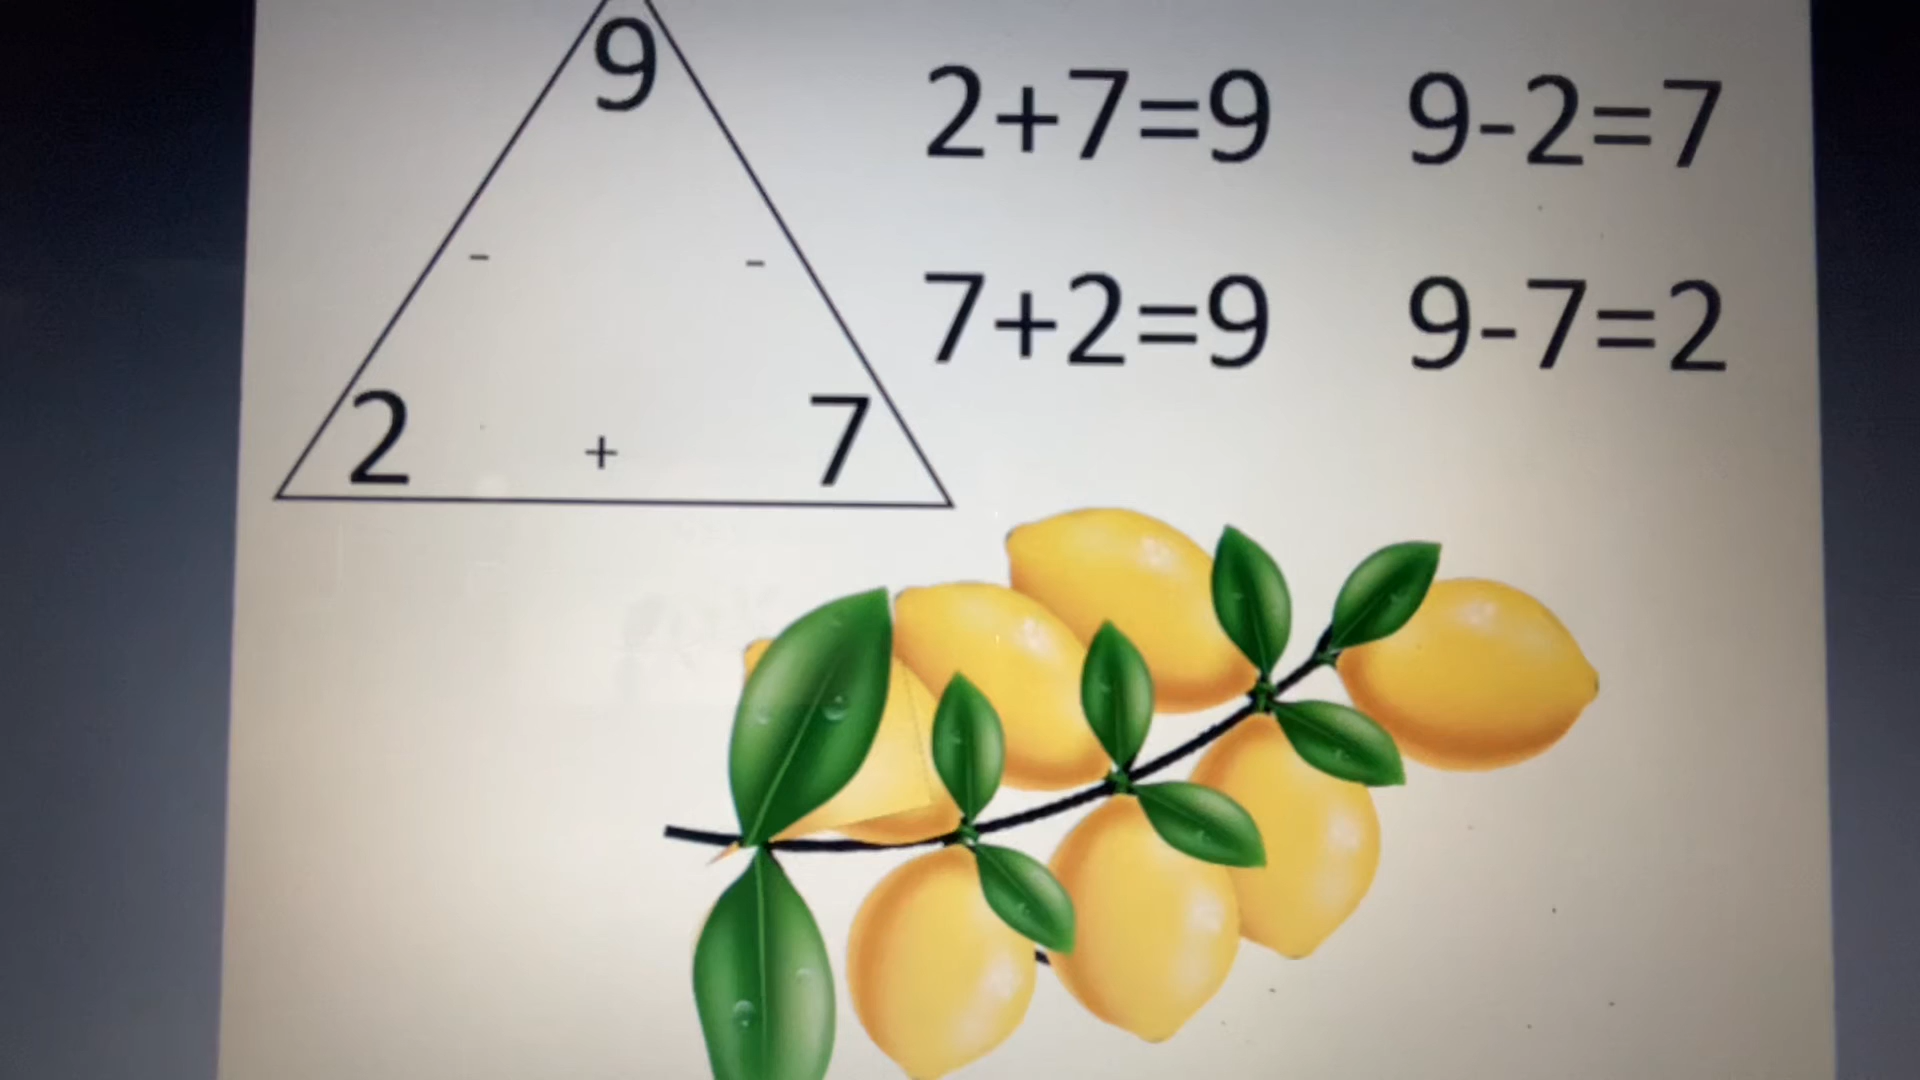 9
2+7=9 9-2=7
- -
7+2=9 9-7=2
2 + 7